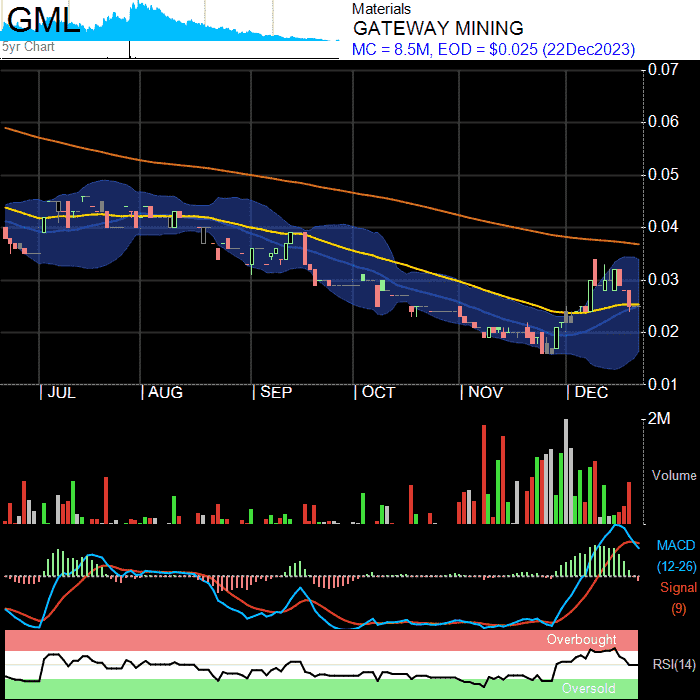 GML
5yr Chart
Materials
GATEWAY MINING
MC = 8.5M, EOD = $0.025 (22Dec2023)
0.07
0.06
0.05
0.04
0.03
0.02
0.01
JUL AUG SEP OCT NOV DEC
2M
Volume
MACD
(12-26)
Signal
(9)
Overbought
RSI(14)
Oversold